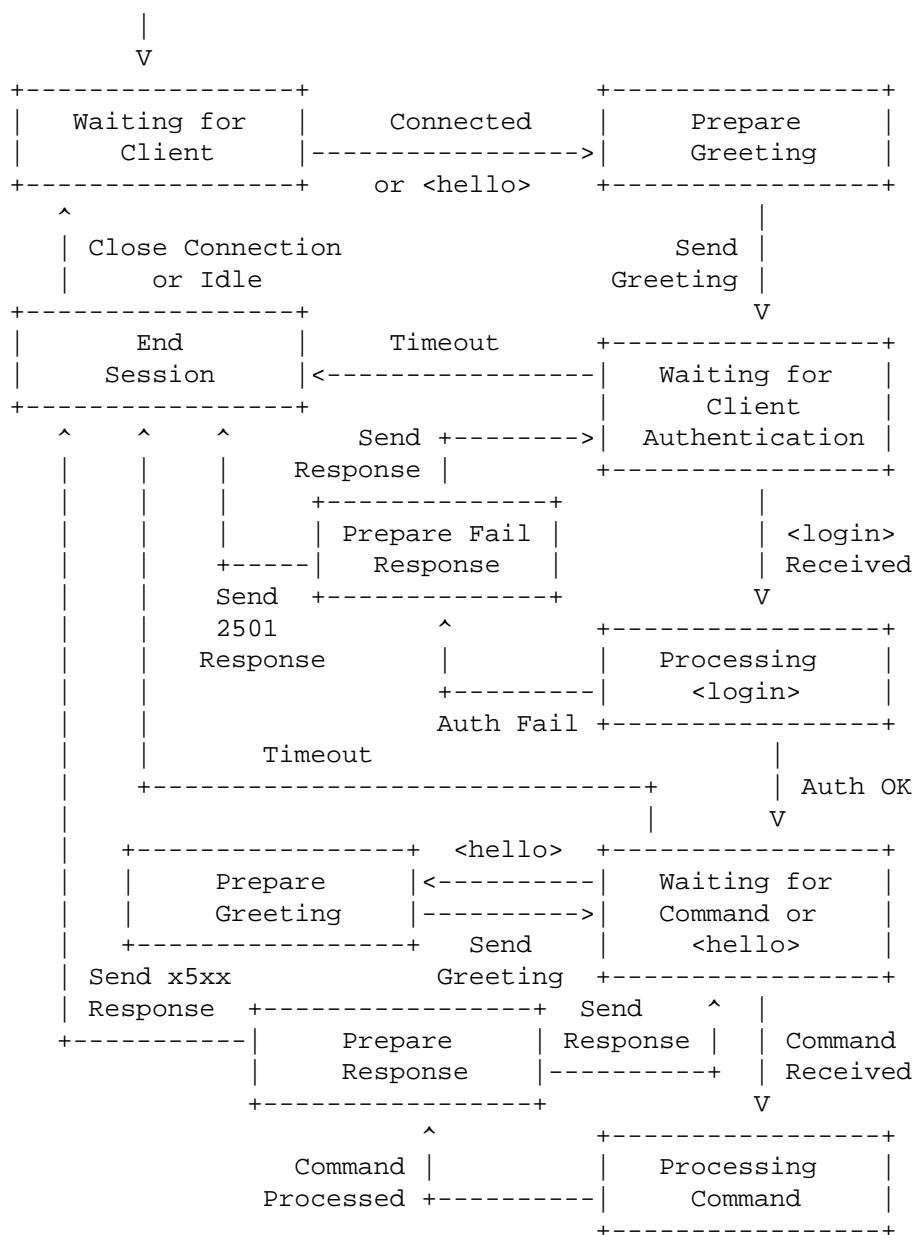 |
V
+-----------------+ +-----------------+
| Waiting for | Connected | Prepare |
| Client |----------------->| Greeting |
+-----------------+ or <hello> +-----------------+
^ |
| Close Connection Send |
| or Idle Greeting |
+-----------------+ V
| End | Timeout +-----------------+
| Session |<-----------------| Waiting for |
+-----------------+ | Client |
^ ^ ^ Send +-------->| Authentication |
| | | Response | +-----------------+
| | | +--------------+ |
| | | | Prepare Fail | | <login>
| | +-----| Response | | Received
| | Send +--------------+ V
| | 2501 ^ +-----------------+
| | Response | | Processing |
| | +---------| <login> |
| | Auth Fail +-----------------+
| | Timeout |
| +-------------------------------+ | Auth OK
| | V
| +-----------------+ <hello> +-----------------+
| | Prepare |<----------| Waiting for |
| | Greeting |---------->| Command or |
| +-----------------+ Send | <hello> |
| Send x5xx Greeting +-----------------+
| Response +-----------------+ Send ^ |
+-----------| Prepare | Response | | Command
| Response |----------+ | Received
+-----------------+ V
^ +-----------------+
Command | | Processing |
Processed +----------| Command |
+-----------------+